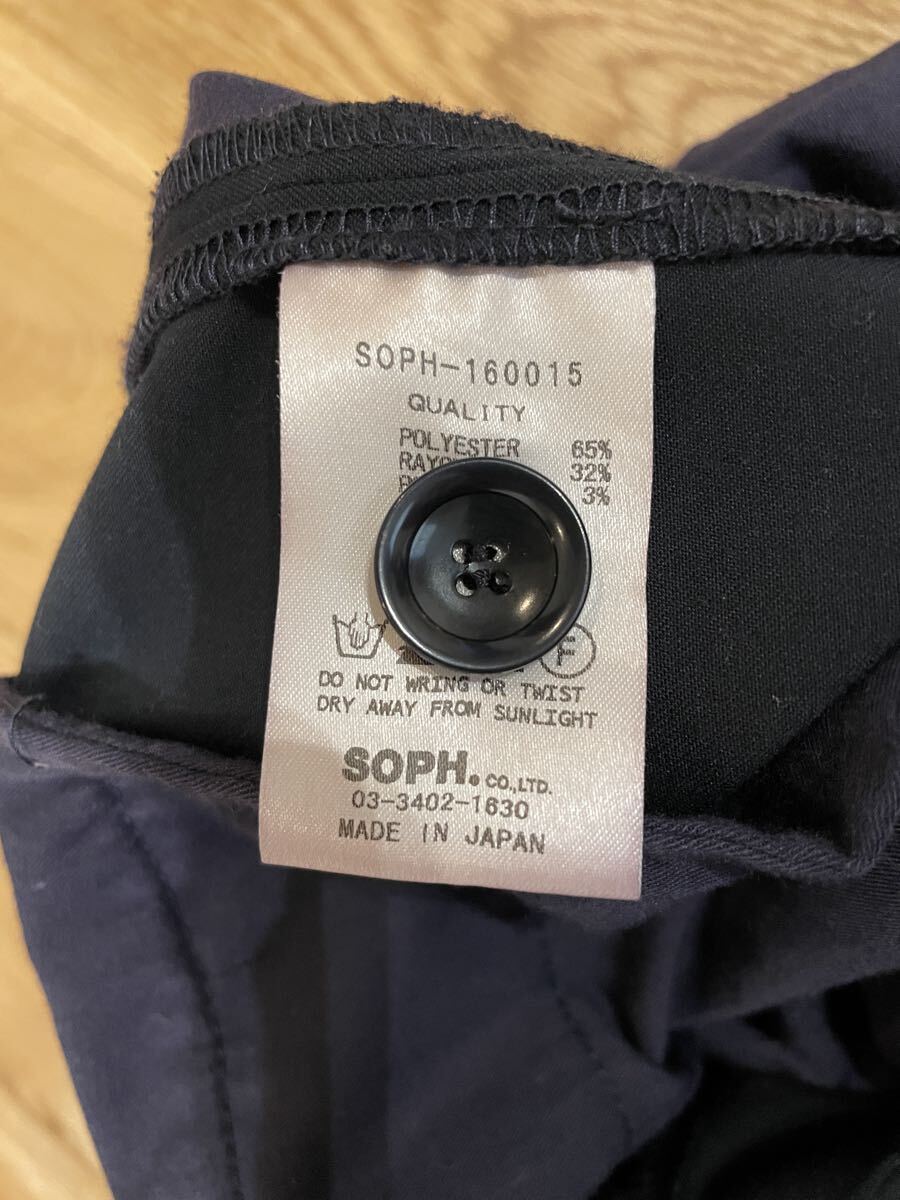 SOPH-160015
QUALITY
POLYESTER 65%
32%
3%
F
DO NOT WRING OR TWIST
DRY AWAY FROM SUNLIGHT
SOPH. CO.,LTD.
03-3402-1630
MADE IN JAPAN